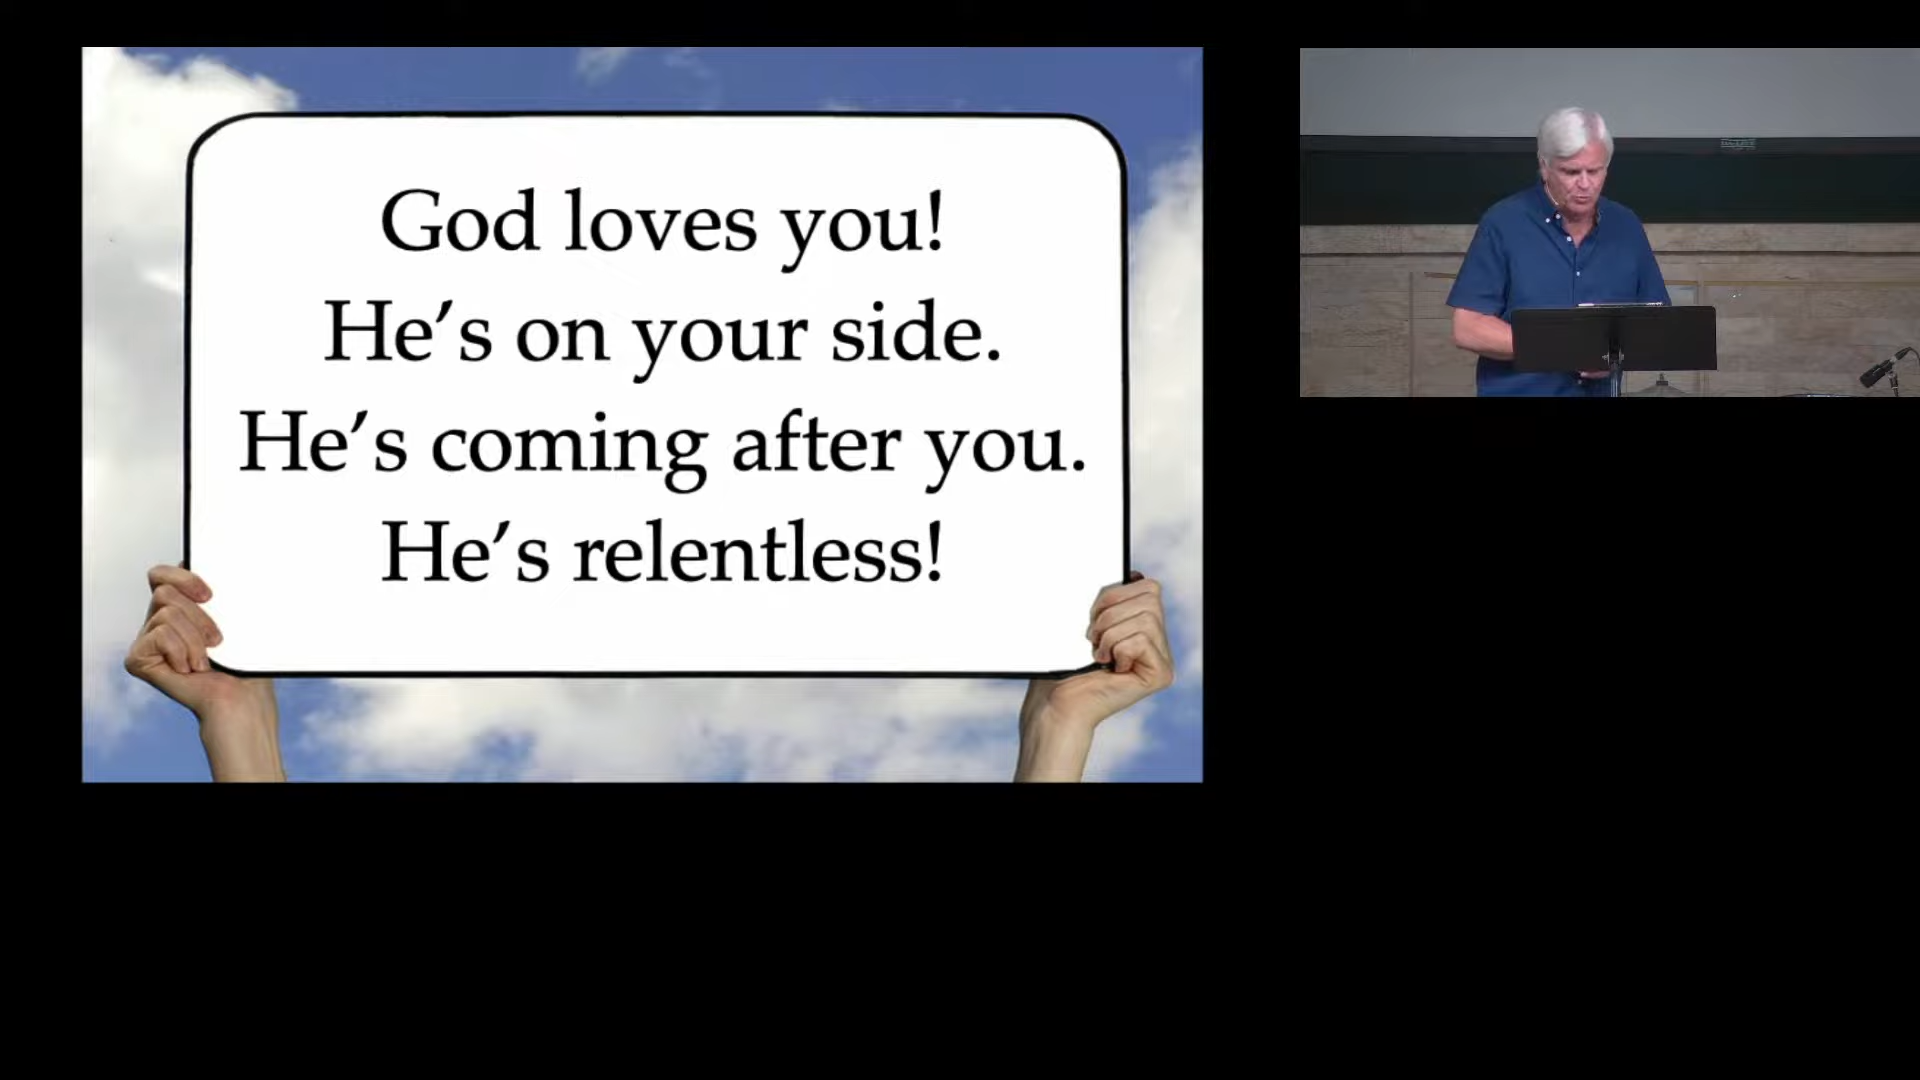 God loves you!
He’s on your side.
He’s coming after you.
He’s relentless!